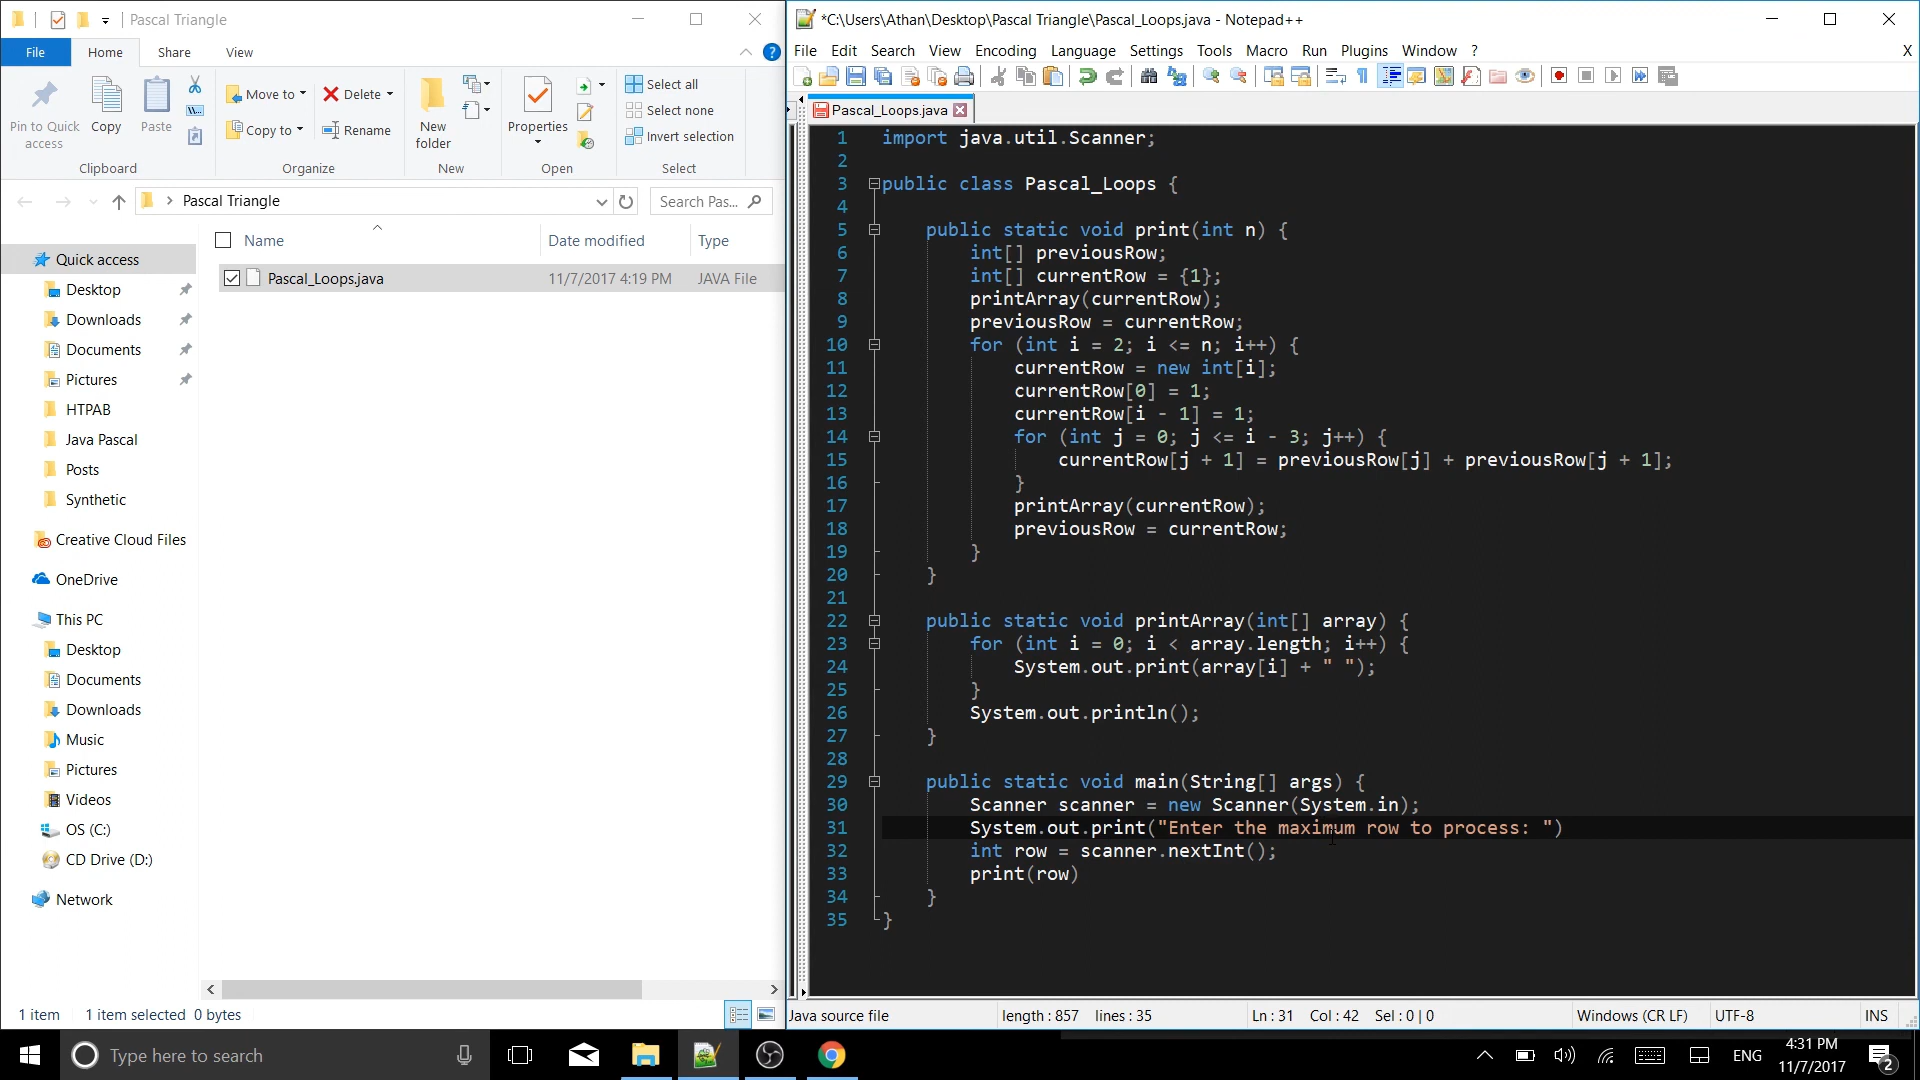 Pascal Triangle
File Home Share View
Pin to Quick access
Copy
Paste
Clipboard
Move to
Copy to
Delete
Rename
Organize
New folder
New
Properties
Open
Select all
Select none
Invert selection
Select
Pascal Triangle
Search Pas...
Name Date modified Type
Pascal_Loops.java 11/7/2017 4:19 PM JAVA File
Quick access
Desktop
Downloads
Documents
Pictures
HTPAB
Java Pascal
Posts
Synthetic
Creative Cloud Files
OneDrive
This PC
Desktop
Documents
Downloads
Music
Pictures
Videos
OS (C:)
CD Drive (D:)
Network
1 item 1 item selected 0 bytes
*C:\Users\Athan\Desktop\Pascal Triangle\Pascal_Loops.java - Notepad++
File Edit Search View Encoding Language Settings Tools Macro Run Plugins Window ? X
Pascal_Loops.java
1 import java.util.Scanner;
2
3 public class Pascal_Loops {
4
5 public static void print(int n) {
6 int[] previousRow;
7 int[] currentRow = {1};
8 printArray(currentRow);
9 previousRow = currentRow;
10 for (int i = 2; i <= n; i++) {
11 currentRow = new int[i];
12 currentRow[0] = 1;
13 currentRow[i - 1] = 1;
14 for (int j = 0; j <= i - 3; j++) {
15 currentRow[j + 1] = previousRow[j] + previousRow[j + 1];
16 }
17 printArray(currentRow);
18 previousRow = currentRow;
19 }
20 }
21
22 public static void printArray(int[] array) {
23 for (int i = 0; i < array.length; i++) {
24 System.out.print(array[i] + " ");
25 }
26 System.out.println();
27 }
28
29 public static void main(String[] args) {
30 Scanner scanner = new Scanner(System.in);
31 System.out.print("Enter the maximum row to process: ")
32 int row = scanner.nextInt();
33 print(row)
34 }
35 }
Java source file length : 857 lines : 35 Ln : 31 Col : 42 Sel : 0 | 0 Windows (CR LF) UTF-8 INS
Type here to search
ENG
4:31 PM
11/7/2017
2